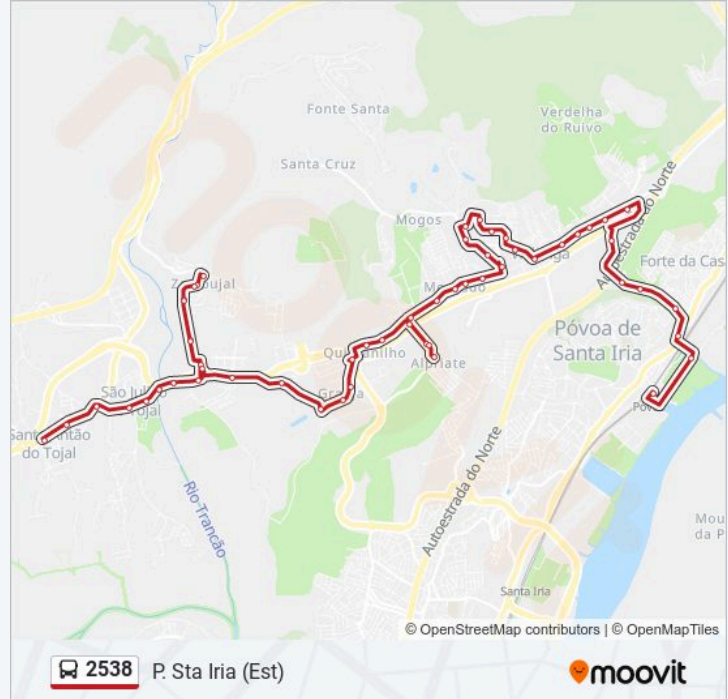 Fonte Santa
Verdelha
do Ruivo
Santa Cruz
Mogos
Autoestrada do Norte
Forte da Casa
Póvoa de
Santa Iria
Alpriate
São Julião
Tojal
Santo Antão
do Tojal
Rio Trancão
Autoestrada do Norte
Santa Iria
© OpenStreetMap contributors | © OpenMapTiles
2538 P. Sta Iria (Est)
moovit